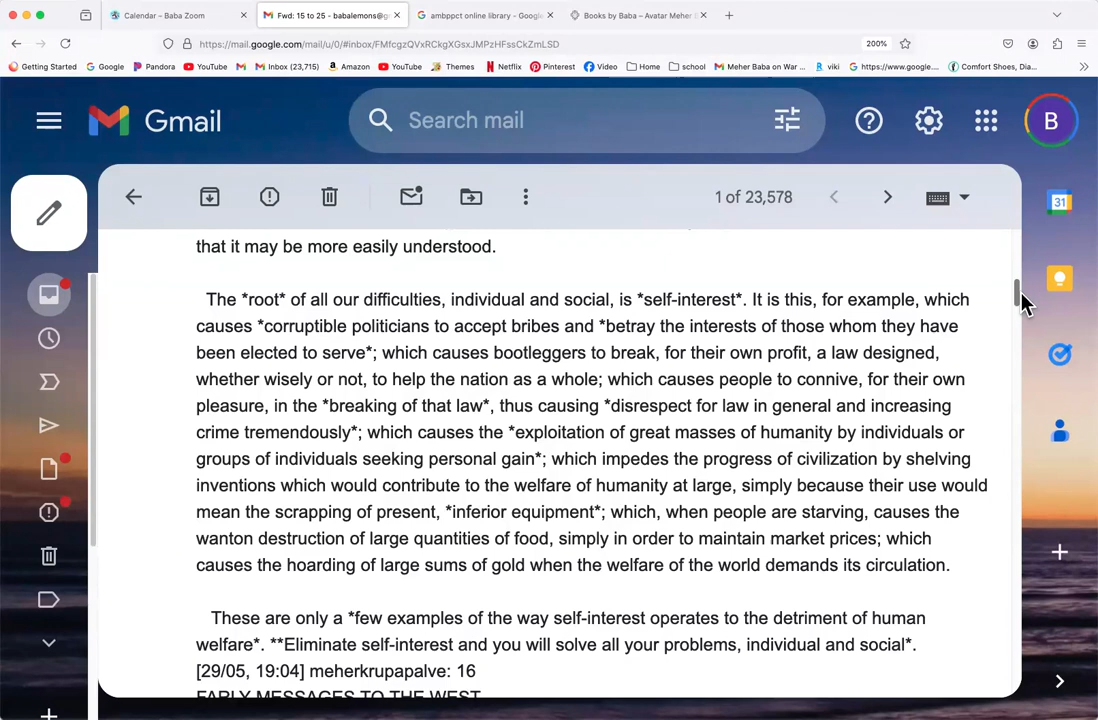 Calendar – Baba Zoom
Fwd: 15 to 25 - babalemons@g
ambppct online library - Google
Books by Baba – Avatar Meher
https://mail.google.com/mail/u/0/#inbox/FMfcgzQVxRCkgXGsxJMPzHFssCkZmLSD
200%
Getting Started
Google
Pandora
YouTube
Inbox (23,715)
Amazon
YouTube
Themes
Netflix
Pinterest
Video
Home
school
Meher Baba on War ...
viki
https://www.google....
Comfort Shoes, Dia...
Gmail
Search mail
B
1 of 23,578
31
that it may be more easily understood.
The *root* of all our difficulties, individual and social, is *self-interest*. It is this, for example, which
causes *corruptible politicians to accept bribes and *betray the interests of those whom they have
been elected to serve*; which causes bootleggers to break, for their own profit, a law designed,
whether wisely or not, to help the nation as a whole; which causes people to connive, for their own
pleasure, in the *breaking of that law*, thus causing *disrespect for law in general and increasing
crime tremendously*; which causes the *exploitation of great masses of humanity by individuals or
groups of individuals seeking personal gain*; which impedes the progress of civilization by shelving
inventions which would contribute to the welfare of humanity at large, simply because their use would
mean the scrapping of present, *inferior equipment*; which, when people are starving, causes the
wanton destruction of large quantities of food, simply in order to maintain market prices; which
causes the hoarding of large sums of gold when the welfare of the world demands its circulation.
These are only a *few examples of the way self-interest operates to the detriment of human
welfare*. **Eliminate self-interest and you will solve all your problems, individual and social*.
[29/05, 19:04] meherkrupapalve: 16
EARLY MESSAGES TO THE WEST